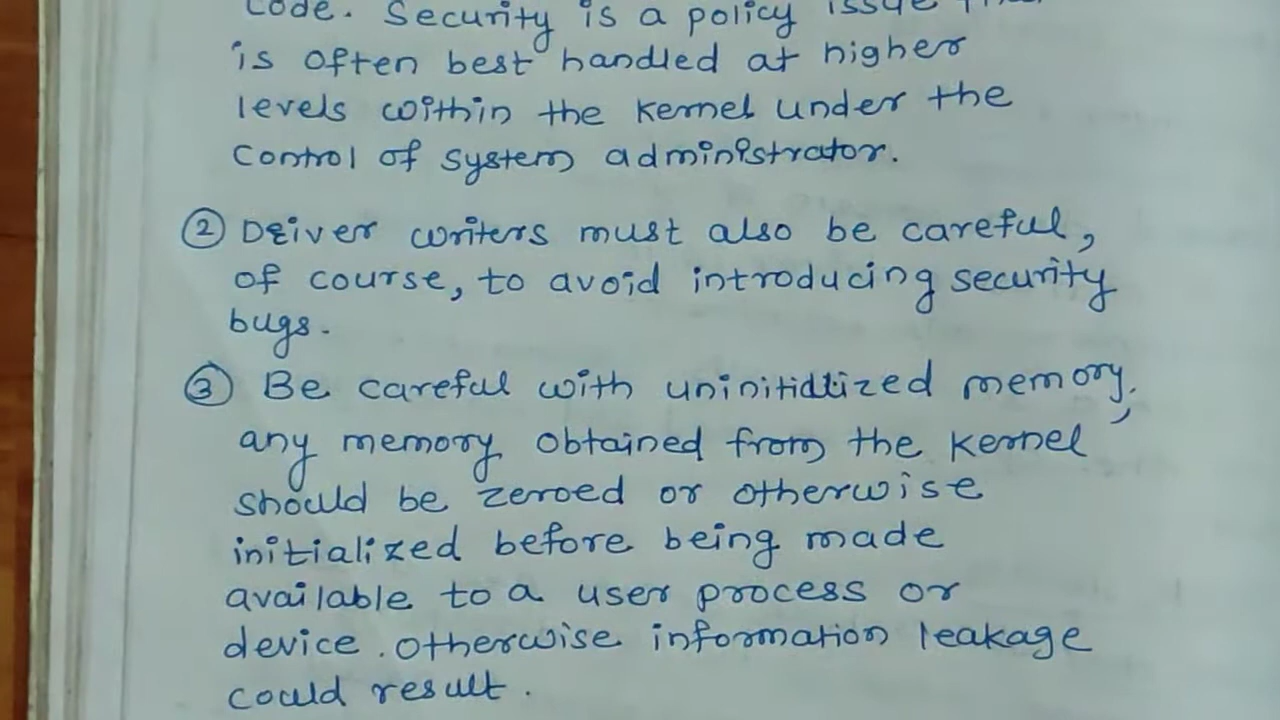 code. Security is a policy issue
is often best handled at higher
levels within the kernel under the
control of system administrator.
② Driver writers must also be careful,
of course, to avoid introducing security
bugs.
③ Be careful with uninitidlized memory,
any memory obtained from the kernel
should be zeroed or otherwise
initialized before being made
available to a user process or
device. otherwise information leakage
could result.